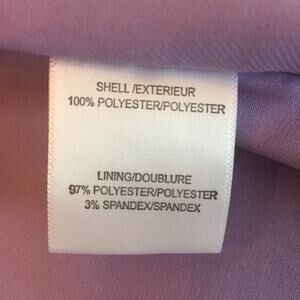 SHELL /EXTERIEUR
100% POLYESTER/POLYESTER
LINING/DOUBLURE
97% POLYESTER/POLYESTER
3% SPANDEX/SPANDEX